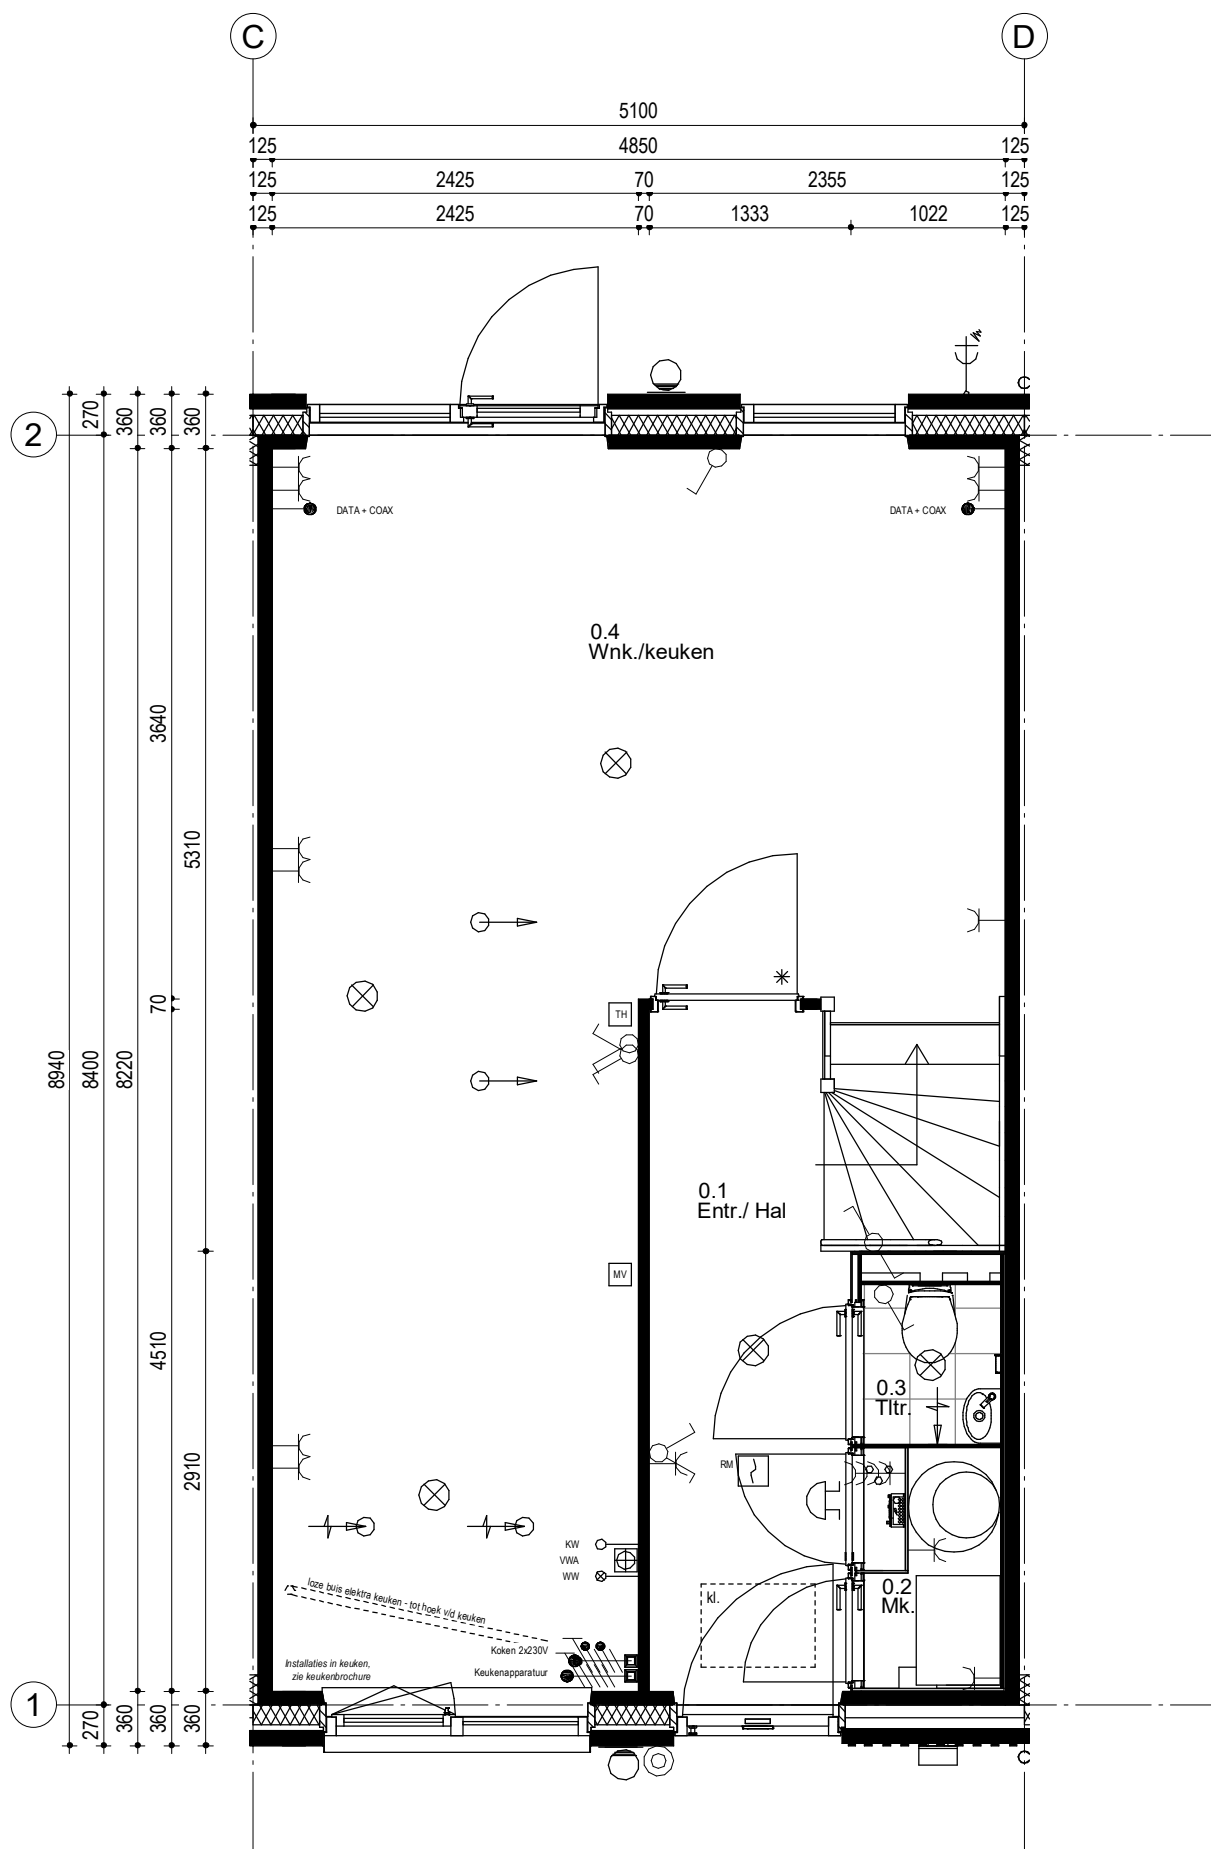 C
D
5100
125
4850
125
125
2425
70
2355
125
125
2425
70
1333
1022
125
2
270
360
360
360
DATA + COAX
DATA + COAX
0.4
Wnk./keuken
3640
5310
70
8940
8400
8220
TH
0.1
Entr./ Hal
MV
4510
2910
0.3
Tltr.
RM
KW
VWA
WW
0.2
Mk.
kl.
loze buis elektra keuken - tot hoek v/d keuken
Koken 2x230V
Keukenapparatuur
Installaties in keuken,
zie keukenbrochure
1
270
360
360
360